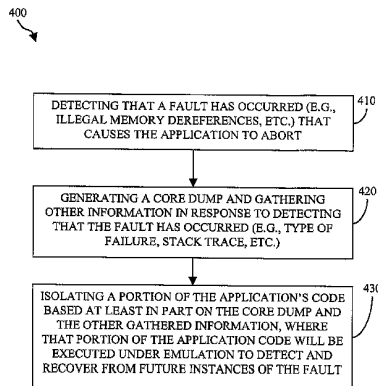 400
DETECTING THAT A FAULT HAS OCCURRED (E.G.,
ILLEGAL MEMORY DEREFERENCES, ETC.) THAT
CAUSES THE APPLICATION TO ABORT
410
GENERATING A CORE DUMP AND GATHERING
OTHER INFORMATION IN RESPONSE TO DETECTING
THAT THE FAULT HAS OCCURRED (E.G., TYPE OF
FAILURE, STACK TRACE, ETC.)
420
ISOLATING A PORTION OF THE APPLICATION'S CODE
BASED AT LEAST IN PART ON THE CORE DUMP AND
THE OTHER GATHERED INFORMATION, WHERE
THAT PORTION OF THE APPLICATION CODE WILL BE
EXECUTED UNDER EMULATION TO DETECT AND
RECOVER FROM FUTURE INSTANCES OF THE FAULT
430